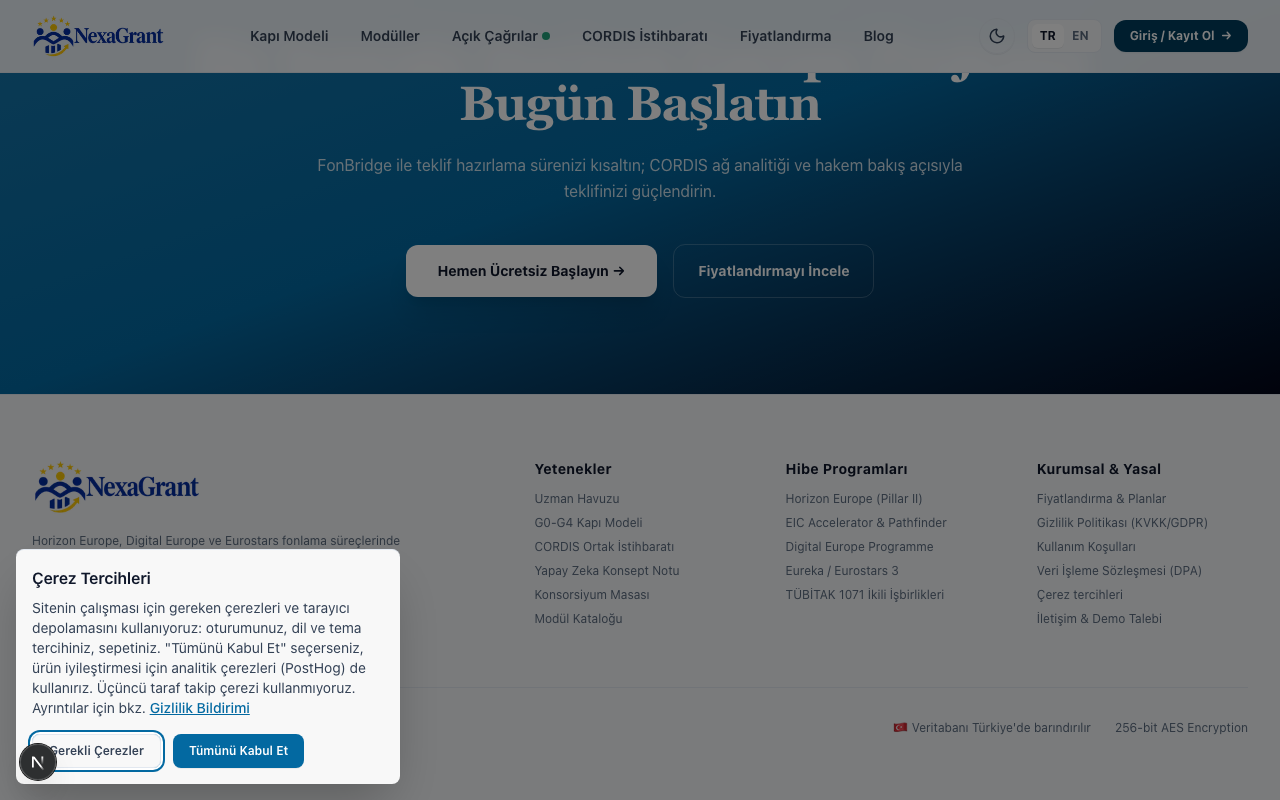 NexaGrant
Kapı Modeli
Modüller
Açık Çağrılar
CORDIS İstihbaratı
Fiyatlandırma
Blog
TR
EN
Giriş / Kayıt Ol →
Bugün Başlatın
FonBridge ile teklif hazırlama sürenizi kısaltın; CORDIS ağ analitiği ve hakem bakış açısıyla
teklifinizi güçlendirin.
Hemen Ücretsiz Başlayın →
Fiyatlandırmayı İncele
NexaGrant
Horizon Europe, Digital Europe ve Eurostars fonlama süreçlerinde
Yetenekler
Uzman Havuzu
G0-G4 Kapı Modeli
CORDIS Ortak İstihbaratı
Yapay Zeka Konsept Notu
Konsorsiyum Masası
Modül Kataloğu
Hibe Programları
Horizon Europe (Pillar II)
EIC Accelerator & Pathfinder
Digital Europe Programme
Eureka / Eurostars 3
TÜBİTAK 1071 İkili İşbirlikleri
Kurumsal & Yasal
Fiyatlandırma & Planlar
Gizlilik Politikası (KVKK/GDPR)
Kullanım Koşulları
Veri İşleme Sözleşmesi (DPA)
Çerez tercihleri
İletişim & Demo Talebi
Çerez Tercihleri
Sitenin çalışması için gereken çerezleri ve tarayıcı
depolamasını kullanıyoruz: oturumunuz, dil ve tema
tercihiniz, sepetiniz. "Tümünü Kabul Et" seçerseniz,
ürün iyileştirmesi için analitik çerezleri (PostHog) de
kullanırız. Üçüncü taraf takip çerezi kullanmıyoruz.
Ayrıntılar için bkz. Gizlilik Bildirimi
Gerekli Çerezler
Tümünü Kabul Et
N
🇹🇷 Veritabanı Türkiye'de barındırılır
256-bit AES Encryption